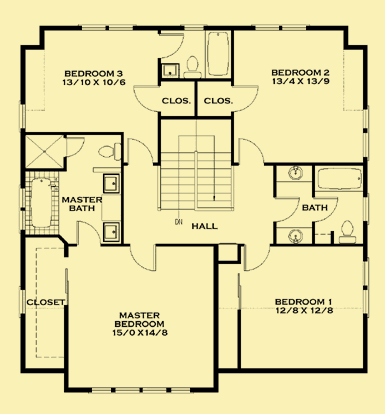 BEDROOM 3
13/10 X 10/6
BEDROOM 2
13/4 X 13/9
CLOS.
CLOS.
MASTER
BATH
DN
HALL
BATH
CLOSET
MASTER
BEDROOM
15/0 X14/8
BEDROOM 1
12/8 X 12/8